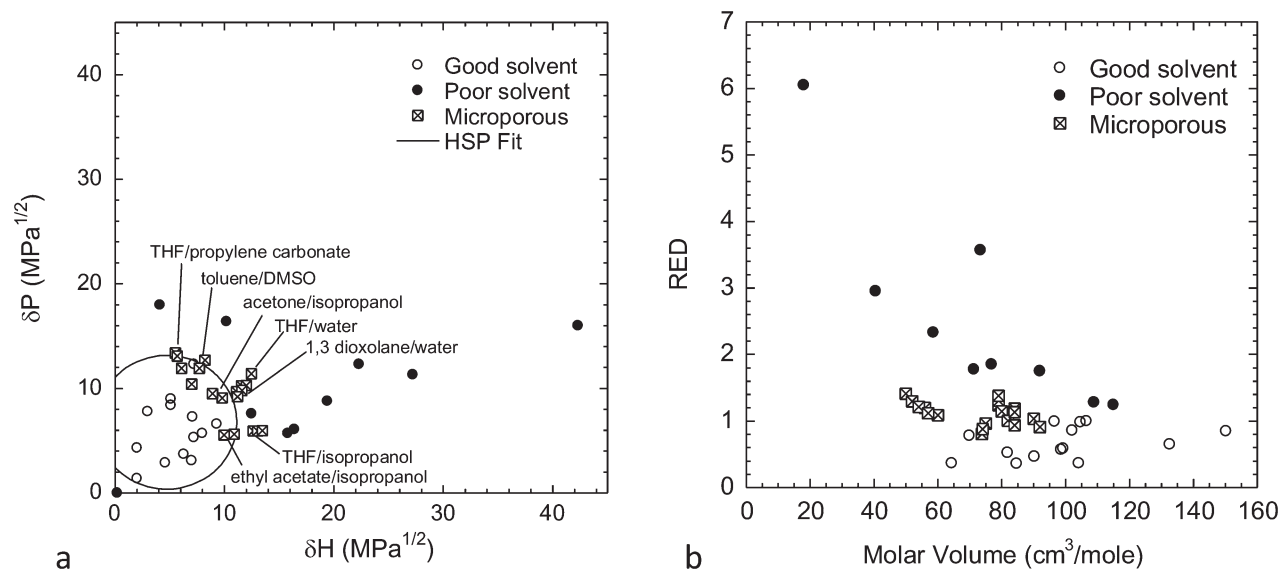 Good solvent
Poor solvent
Microporous
HSP Fit
40
30
20
10
0
δP (MPa1/2)
THF/propylene carbonate
toluene/DMSO
acetone/isopropanol
THF/water
1,3 dioxolane/water
THF/isopropanol
ethyl acetate/isopropanol
0 10 20 30 40
δH (MPa1/2)
a
Good solvent
Poor solvent
Microporous
7
6
5
4
3
2
1
0
RED
0 20 40 60 80 100 120 140 160
Molar Volume (cm3/mole)
b